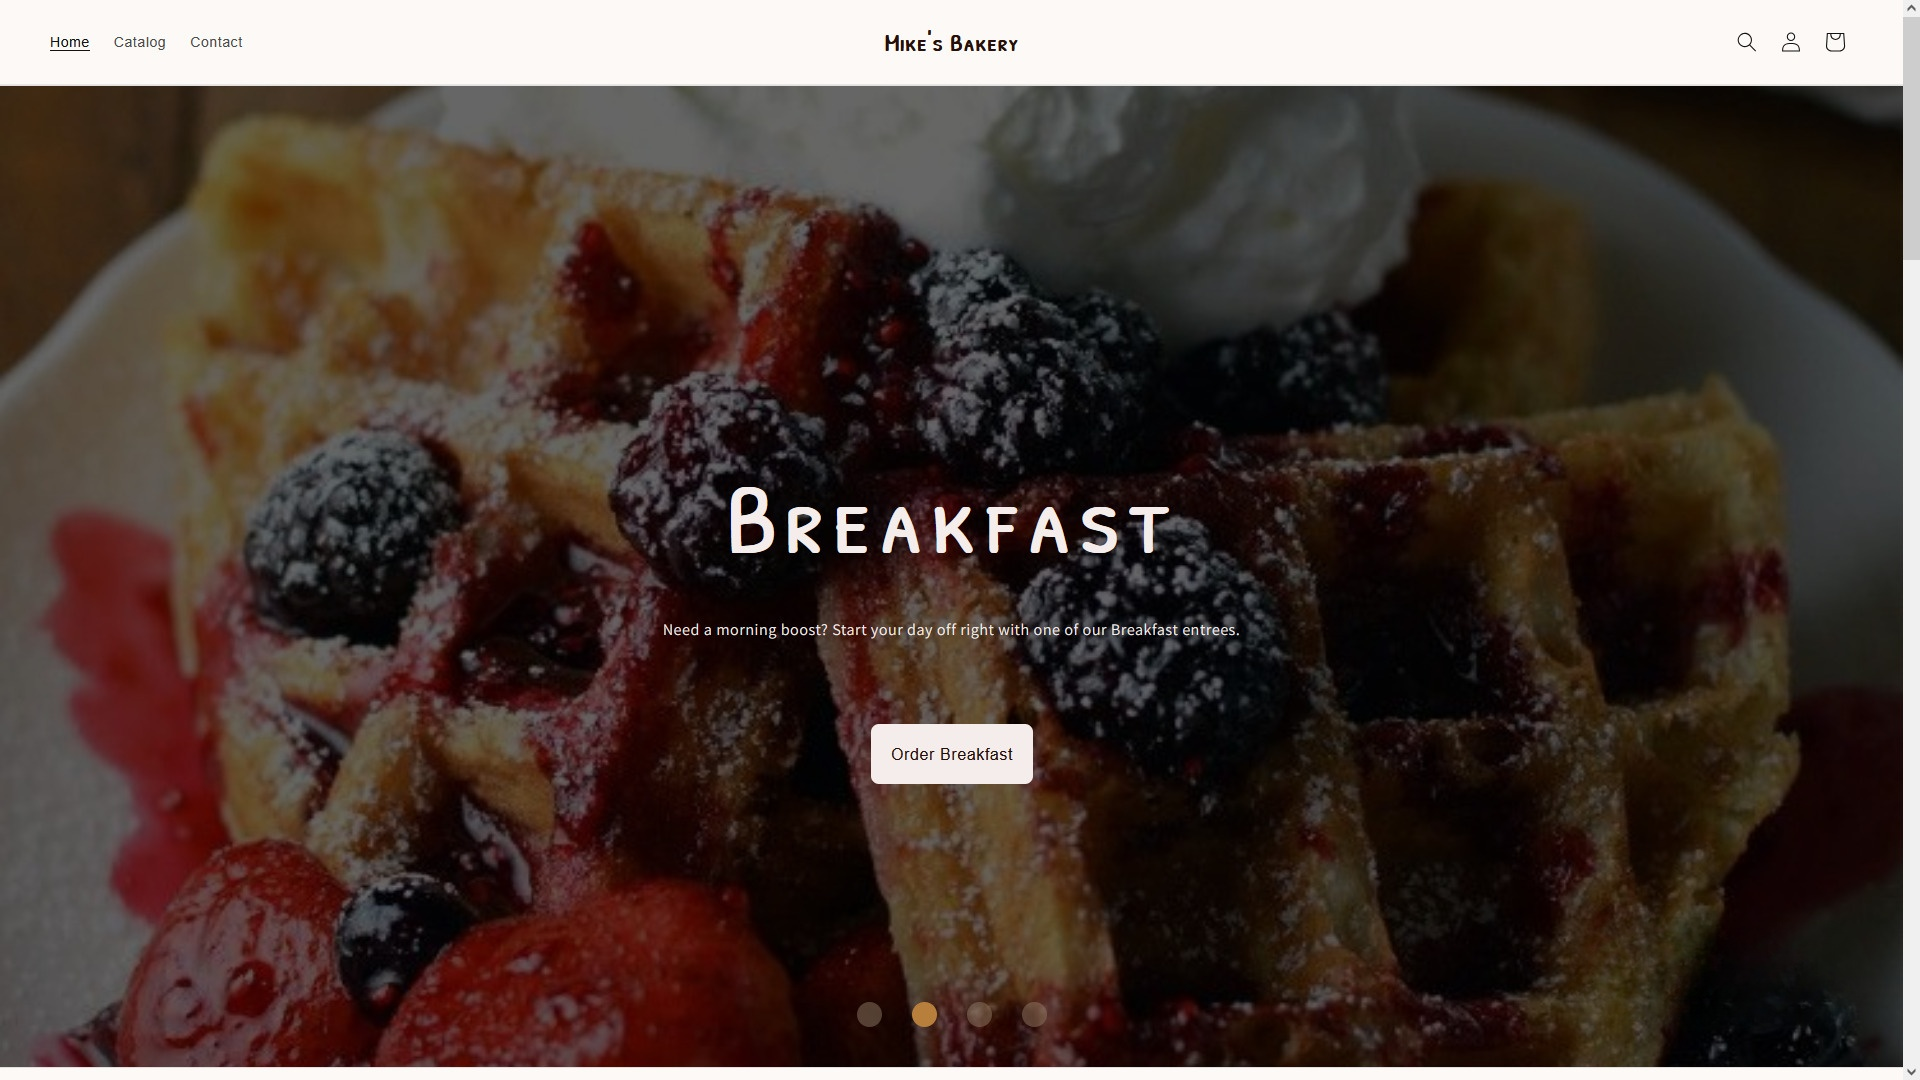 Home Catalog Contact
Mike's Bakery
Breakfast
Need a morning boost? Start your day off right with one of our Breakfast entrees.
Order Breakfast